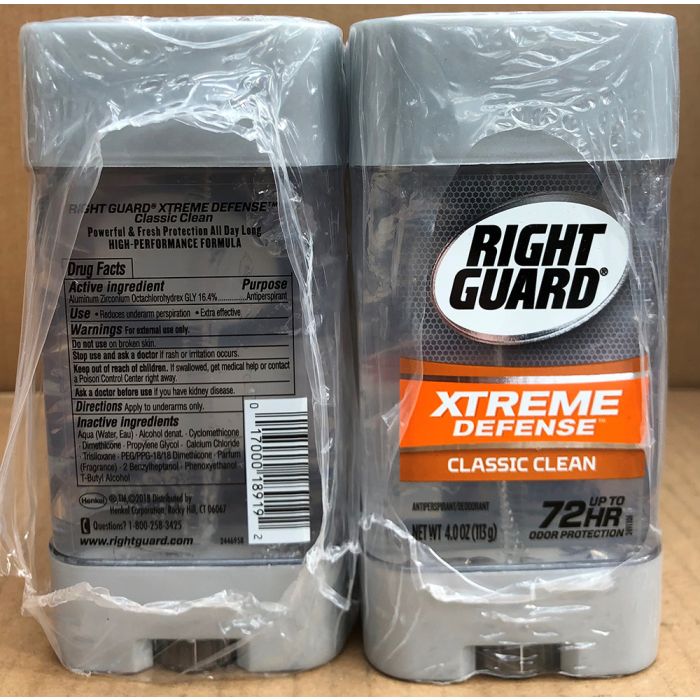 RIGHT GUARD® XTREME DEFENSE™
Classic Clean
Powerful & Fresh Protection All Day Long
HIGH-PERFORMANCE FORMULA
Drug Facts
Active ingredient Purpose
Aluminum Zirconium Octachlorohydrex GLY 16.4%..........Antiperspirant
Use • Reduces underarm perspiration • Extra effective
Warnings For external use only.
Do not use on broken skin.
Stop use and ask a doctor if rash or irritation occurs.
Keep out of reach of children. If swallowed, get medical help or contact
a Poison Control Center right away.
Ask a doctor before use if you have kidney disease.
Directions Apply to underarms only.
Inactive ingredients
Aqua (Water, Eau) · Alcohol denat. · Cyclomethicone
· Dimethicone · Propylene Glycol · Calcium Chloride
· Trisiloxane · PEG/PPG-18/18 Dimethicone · Parfum
(Fragrance) · 2 Benzylheptanol · Phenoxyethanol
T-Butyl Alcohol
Henkel ®TM,©2018 Distributed by
Henkel Corporation, Rocky Hill, CT 06067
Questions? 1-800-258-3425
www.rightguard.com
2446958
0 17000 18919 2
RIGHT
GUARD®
XTREME
DEFENSE™
CLASSIC CLEAN
ANTIPERSPIRANT/DEODORANT
NET WT 4.0 OZ (113 g)
72HR UP TO
ODOR PROTECTION